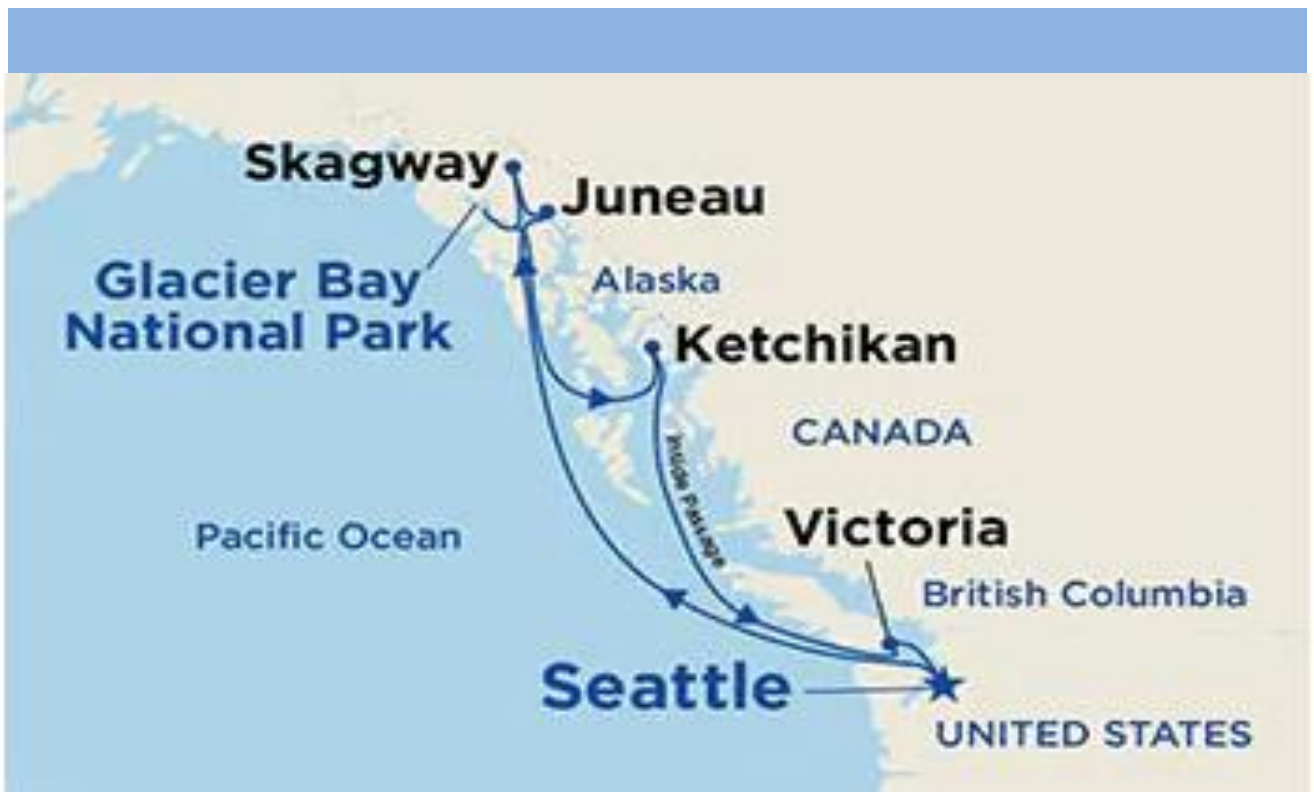 Skagway
Juneau
Glacier Bay
National Park
Alaska
Ketchikan
CANADA
Inside Passage
Pacific Ocean
Victoria
British Columbia
Seattle
UNITED STATES